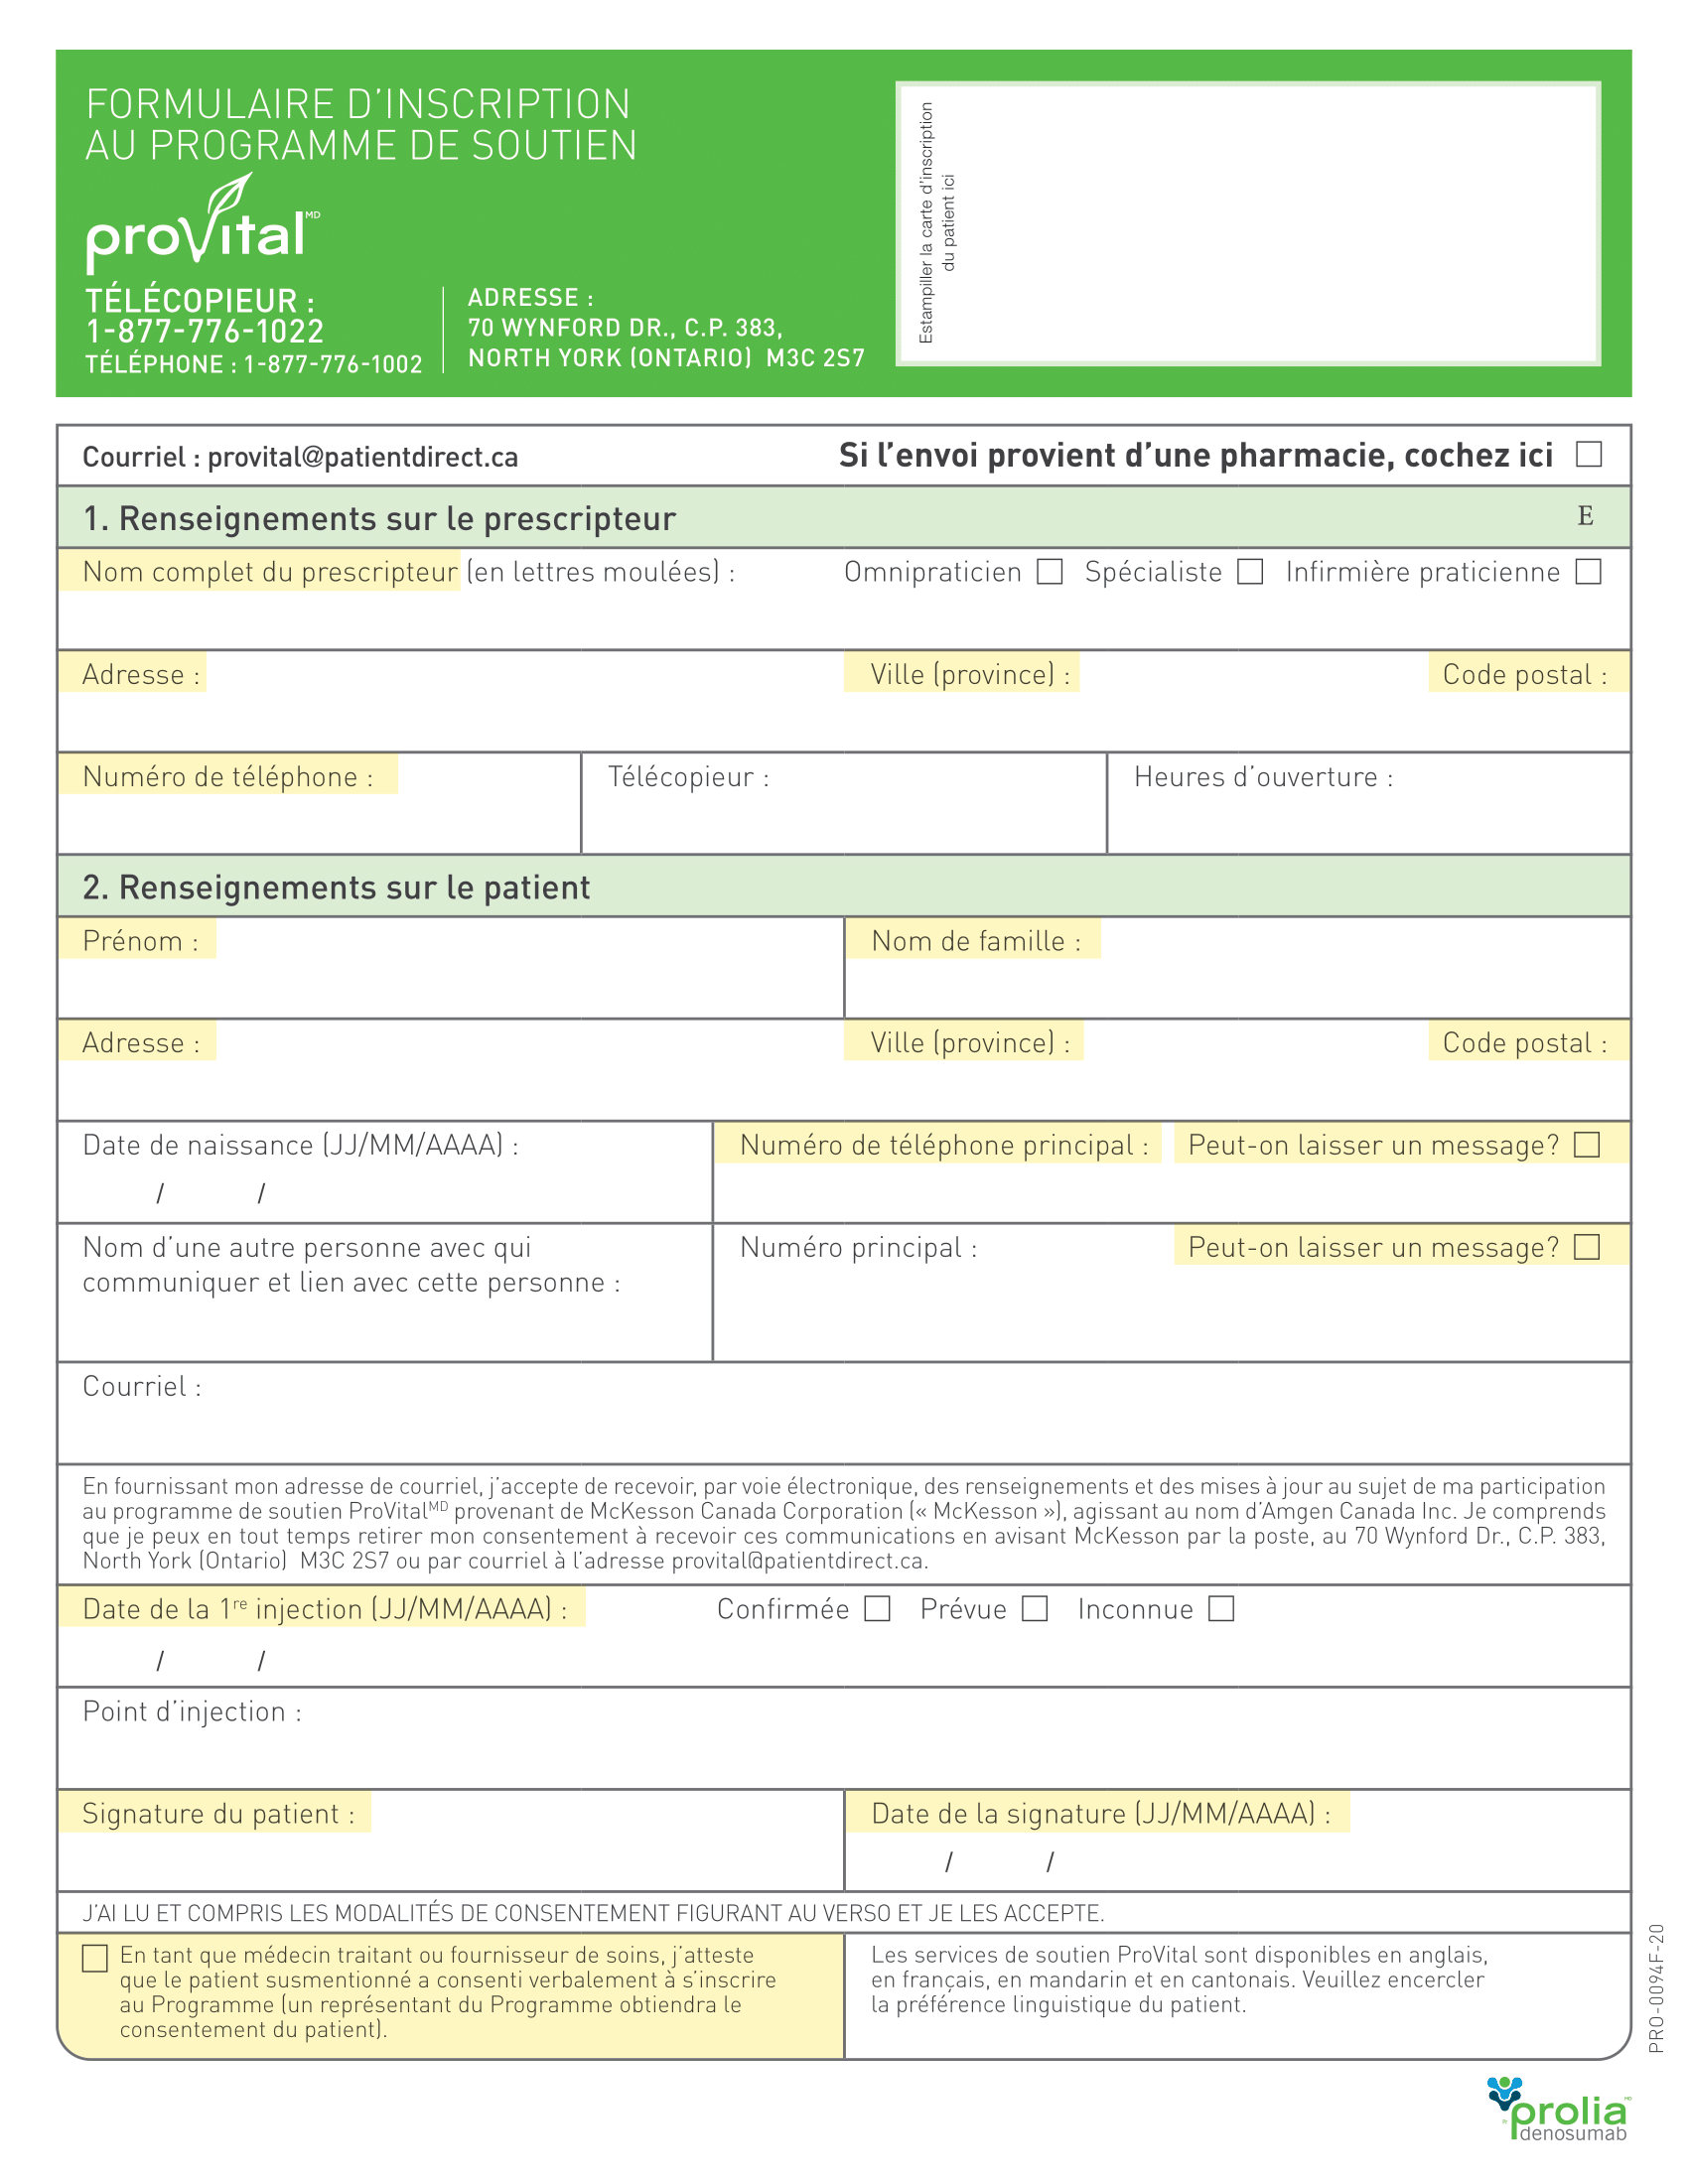 FORMULAIRE D'INSCRIPTION
AU PROGRAMME DE SOUTIEN
proVital MD
TÉLÉCOPIEUR :
1-877-776-1022
TÉLÉPHONE : 1-877-776-1002
ADRESSE :
70 WYNFORD DR., C.P. 383,
NORTH YORK (ONTARIO) M3C 2S7
Estampiller la carte d'inscription
du patient ici
Courriel : provital@patientdirect.ca
Si l'envoi provient d'une pharmacie, cochez ici ☐
1. Renseignements sur le prescripteur
E
Nom complet du prescripteur (en lettres moulées) :
Omnipraticien ☐ Spécialiste ☐ Infirmière praticienne ☐
Adresse :
Ville (province) :
Code postal :
Numéro de téléphone :
Télécopieur :
Heures d'ouverture :
2. Renseignements sur le patient
Prénom :
Nom de famille :
Adresse :
Ville (province) :
Code postal :
Date de naissance (JJ/MM/AAAA) :
/ /
Numéro de téléphone principal :
Peut-on laisser un message? ☐
Nom d'une autre personne avec qui
communiquer et lien avec cette personne :
Numéro principal :
Peut-on laisser un message? ☐
Courriel :
En fournissant mon adresse de courriel, j'accepte de recevoir, par voie électronique, des renseignements et des mises à jour au sujet de ma participation
au programme de soutien ProVitalMD provenant de McKesson Canada Corporation (« McKesson »), agissant au nom d'Amgen Canada Inc. Je comprends
que je peux en tout temps retirer mon consentement à recevoir ces communications en avisant McKesson par la poste, au 70 Wynford Dr., C.P. 383,
North York (Ontario) M3C 2S7 ou par courriel à l'adresse provital@patientdirect.ca.
Date de la 1re injection (JJ/MM/AAAA) :
Confirmée ☐ Prévue ☐ Inconnue ☐
/ /
Point d'injection :
Signature du patient :
Date de la signature (JJ/MM/AAAA) :
/ /
J'AI LU ET COMPRIS LES MODALITÉS DE CONSENTEMENT FIGURANT AU VERSO ET JE LES ACCEPTE.
☐ En tant que médecin traitant ou fournisseur de soins, j'atteste
que le patient susmentionné a consenti verbalement à s'inscrire
au Programme (un représentant du Programme obtiendra le
consentement du patient).
Les services de soutien ProVital sont disponibles en anglais,
en français, en mandarin et en cantonais. Veuillez encercler
la préférence linguistique du patient.
PRO-0094F-20
prolia MD
denosumab